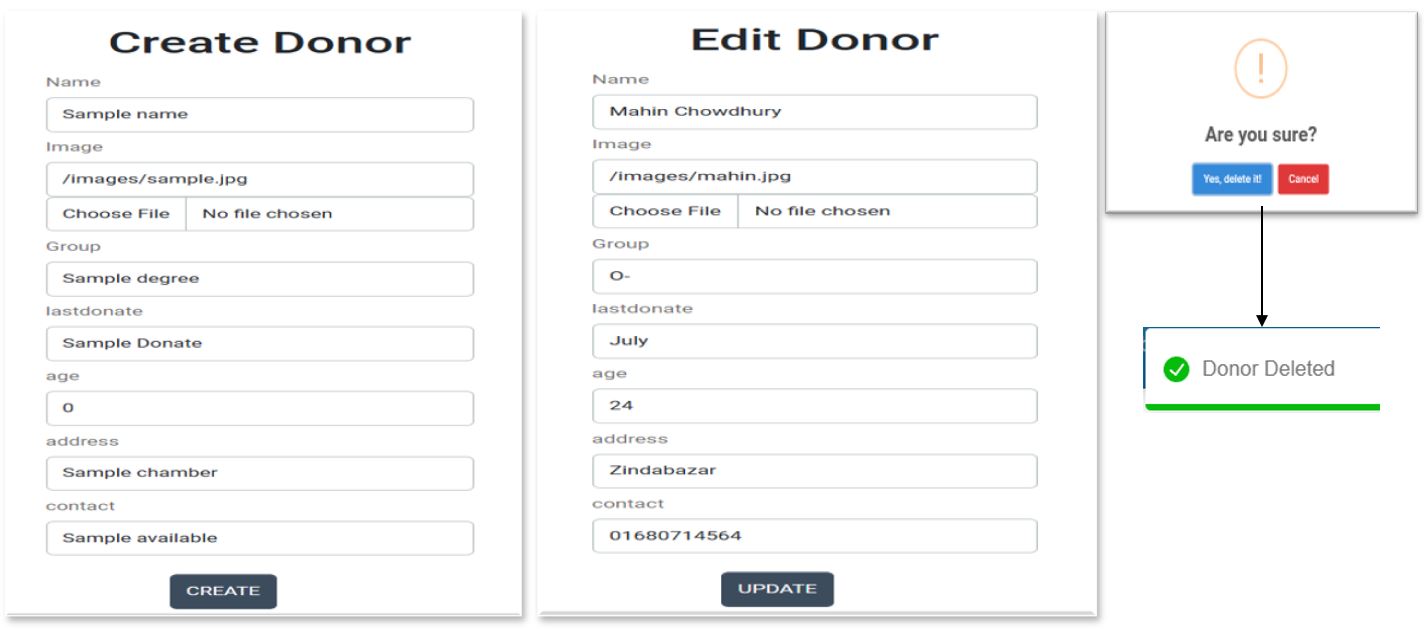 Create Donor
Name
Sample name
Image
/images/sample.jpg
Choose File No file chosen
Group
Sample degree
lastdonate
Sample Donate
age
0
address
Sample chamber
contact
Sample available
CREATE
Edit Donor
Name
Mahin Chowdhury
Image
/images/mahin.jpg
Choose File No file chosen
Group
O-
lastdonate
July
age
24
address
Zindabazar
contact
01680714564
UPDATE
!
Are you sure?
Yes, delete it! Cancel
Donor Deleted